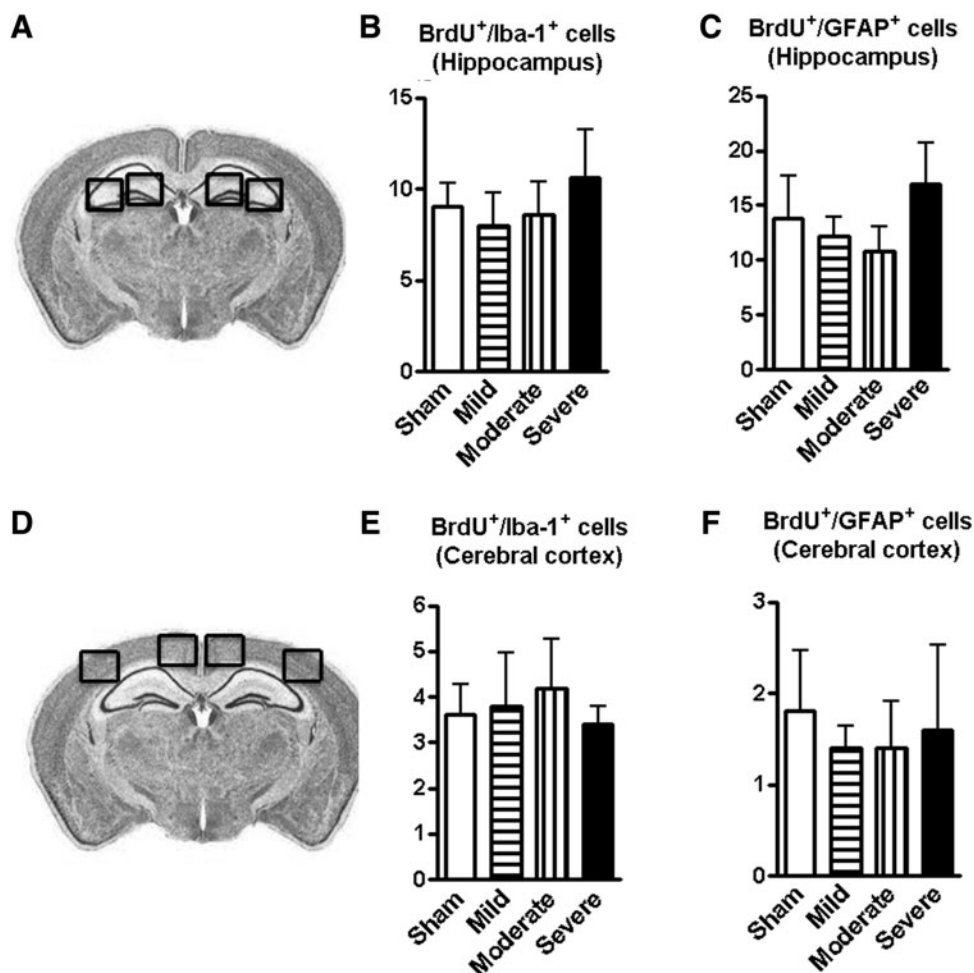 A
B
BrdU⁺/Iba-1⁺ cells
(Hippocampus)
15
10
5
0
Sham
Mild
Moderate
Severe
C
BrdU⁺/GFAP⁺ cells
(Hippocampus)
25
20
15
10
5
0
Sham
Mild
Moderate
Severe
D
E
BrdU⁺/Iba-1⁺ cells
(Cerebral cortex)
6
5
4
3
2
1
0
Sham
Mild
Moderate
Severe
F
BrdU⁺/GFAP⁺ cells
(Cerebral cortex)
3
2
1
0
Sham
Mild
Moderate
Severe